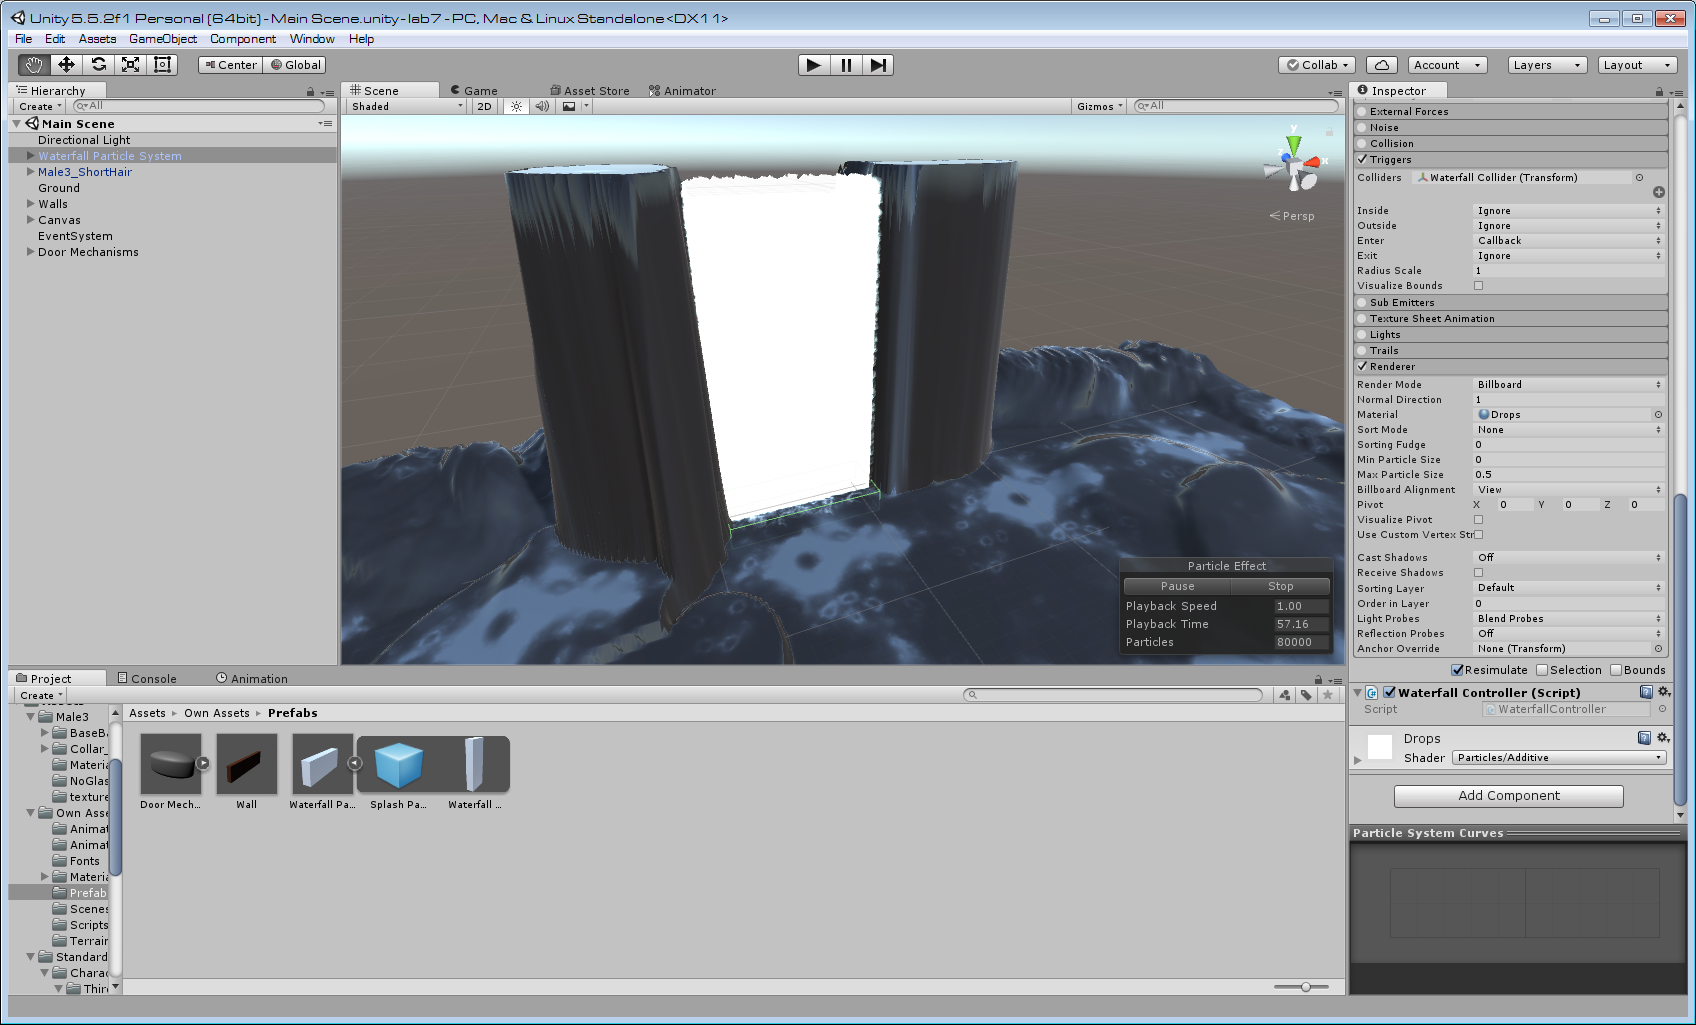 Unity 5.5.2f1 Personal (64bit) - Main Scene.unity - lab7 - PC, Mac & Linux Standalone <DX11>
File Edit Assets GameObject Component Window Help
Center Global Collab Account Layers Layout
Hierarchy
Create All
Main Scene
Directional Light
Waterfall Particle System
Male3_ShortHair
Ground
Walls
Canvas
EventSystem
Door Mechanisms
Scene Game Asset Store Animator
Shaded 2D Gizmos All
y
x
z
Persp
Particle Effect
Pause Stop
Playback Speed 1.00
Playback Time 57.16
Particles 80000
Inspector
External Forces
Noise
Collision
Triggers
Colliders Waterfall Collider (Transform)
Inside Ignore
Outside Ignore
Enter Callback
Exit Ignore
Radius Scale 1
Visualize Bounds
Sub Emitters
Texture Sheet Animation
Lights
Trails
Renderer
Render Mode Billboard
Normal Direction 1
Material Drops
Sort Mode None
Sorting Fudge 0
Min Particle Size 0
Max Particle Size 0.5
Billboard Alignment View
Pivot X 0 Y 0 Z 0
Visualize Pivot
Use Custom Vertex Str
Cast Shadows Off
Receive Shadows
Sorting Layer Default
Order in Layer 0
Light Probes Blend Probes
Reflection Probes Off
Anchor Override None (Transform)
Resimulate Selection Bounds
Waterfall Controller (Script)
Script WaterfallController
Drops
Shader Particles/Additive
Add Component
Particle System Curves
Project Console Animation
Create
Male3
BaseBa
Collar_
Materia
NoGlas
texture
Own Asse
Animat
Animat
Fonts
Materia
Prefab
Scenes
Scripts
Terrain
Standard
Charac
Thir
Assets Own Assets Prefabs
Door Mech... Wall Waterfall Pa... Splash Pa... Waterfall ...